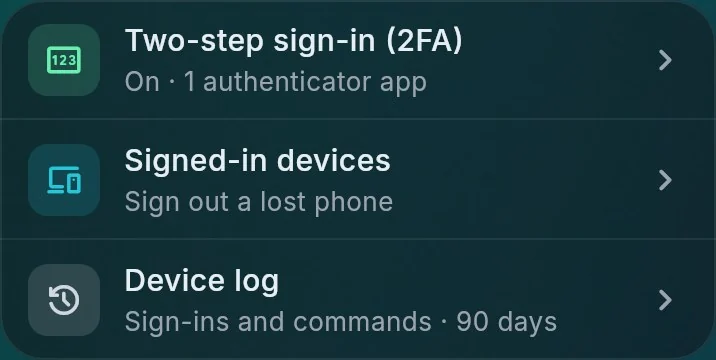 123
Two-step sign-in (2FA)
On · 1 authenticator app
Signed-in devices
Sign out a lost phone
Device log
Sign-ins and commands · 90 days